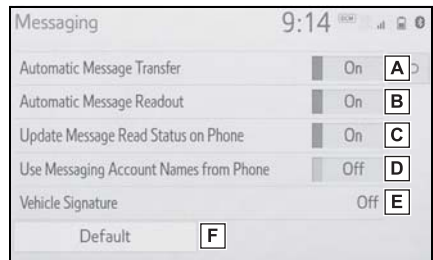 Messaging 9:14 DCM
Automatic Message Transfer On A
Automatic Message Readout On B
Update Message Read Status on Phone On C
Use Messaging Account Names from Phone Off D
Vehicle Signature Off E
Default F